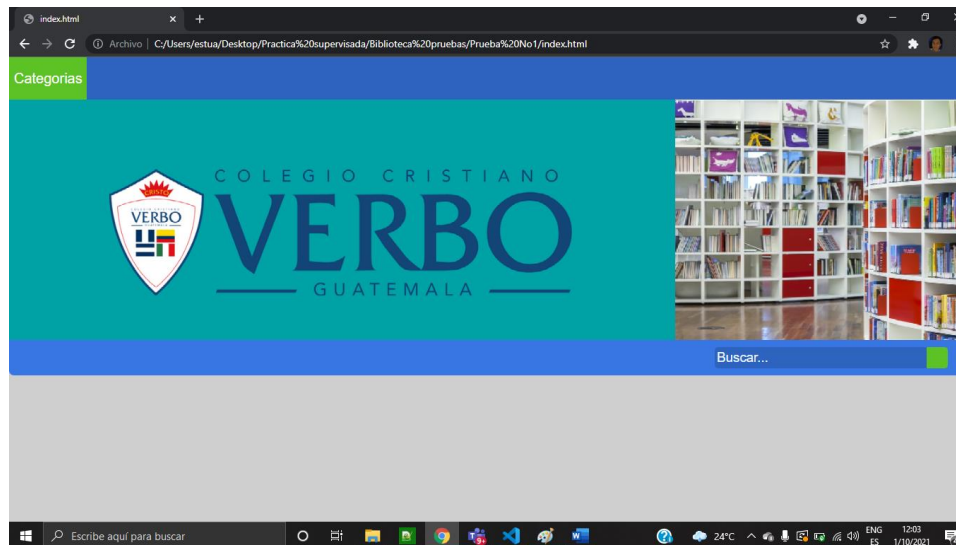 index.html
Archivo | C:/Users/estua/Desktop/Practica%20supervisada/Biblioteca%20pruebas/Prueba%20No1/index.html
Categorias
COLEGIO CRISTIANO
VERBO
GUATEMALA
CRISTO
VERBO
Buscar...
Escribe aquí para buscar
24°C
ENG
ES
12:03
1/10/2021